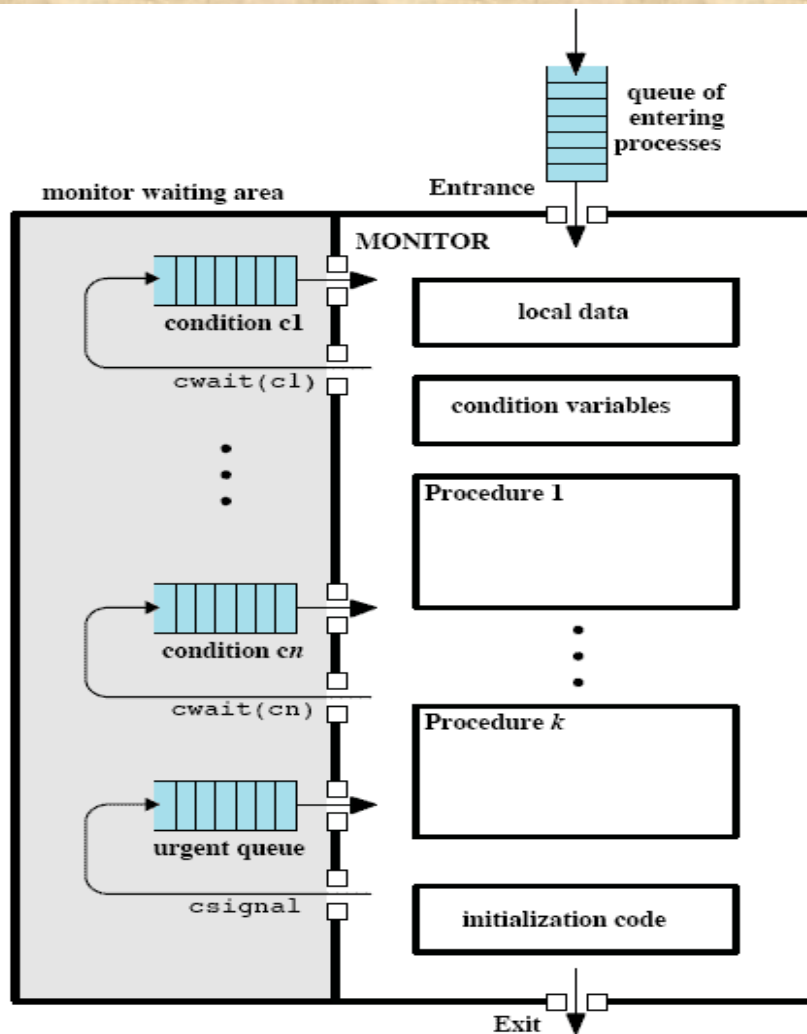 queue of
entering
processes
Entrance
monitor waiting area
MONITOR
condition c1
local data
cwait(c1)
condition variables
Procedure 1
condition cn
cwait(cn)
Procedure k
urgent queue
csignal
initialization code
Exit